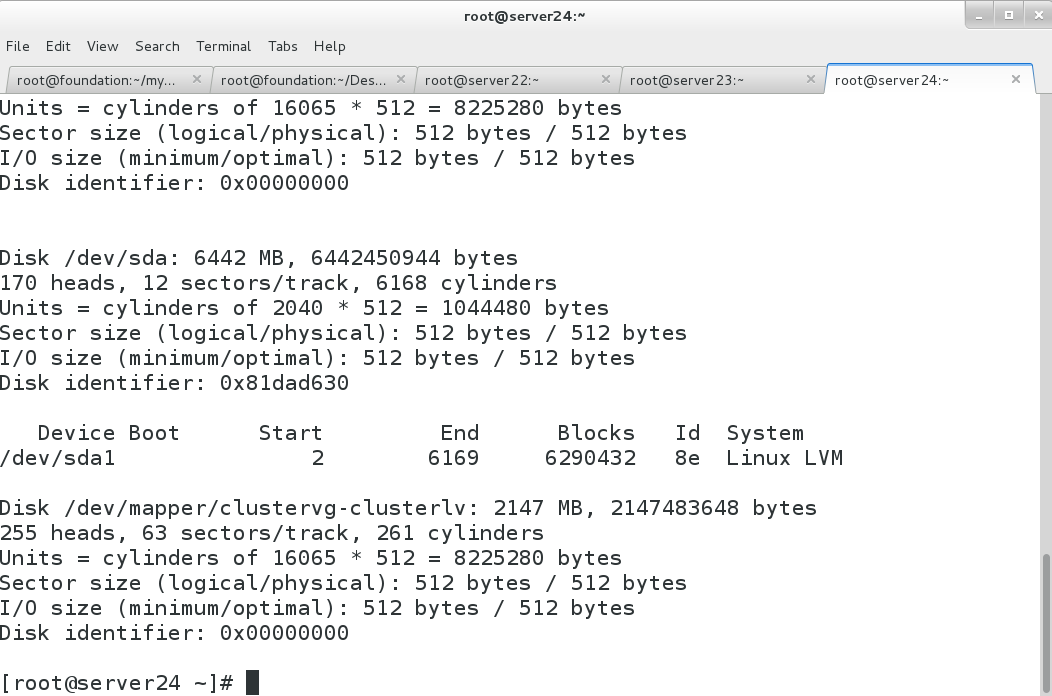 root@server24:~
File Edit View Search Terminal Tabs Help
root@foundation:~/my... root@foundation:~/Des... root@server22:~ root@server23:~ root@server24:~
Units = cylinders of 16065 * 512 = 8225280 bytes
Sector size (logical/physical): 512 bytes / 512 bytes
I/O size (minimum/optimal): 512 bytes / 512 bytes
Disk identifier: 0x00000000
Disk /dev/sda: 6442 MB, 6442450944 bytes
170 heads, 12 sectors/track, 6168 cylinders
Units = cylinders of 2040 * 512 = 1044480 bytes
Sector size (logical/physical): 512 bytes / 512 bytes
I/O size (minimum/optimal): 512 bytes / 512 bytes
Disk identifier: 0x81dad630
Device Boot Start End Blocks Id System
/dev/sda1 2 6169 6290432 8e Linux LVM
Disk /dev/mapper/clustervg-clusterlv: 2147 MB, 2147483648 bytes
255 heads, 63 sectors/track, 261 cylinders
Units = cylinders of 16065 * 512 = 8225280 bytes
Sector size (logical/physical): 512 bytes / 512 bytes
I/O size (minimum/optimal): 512 bytes / 512 bytes
Disk identifier: 0x00000000
[root@server24 ~]#